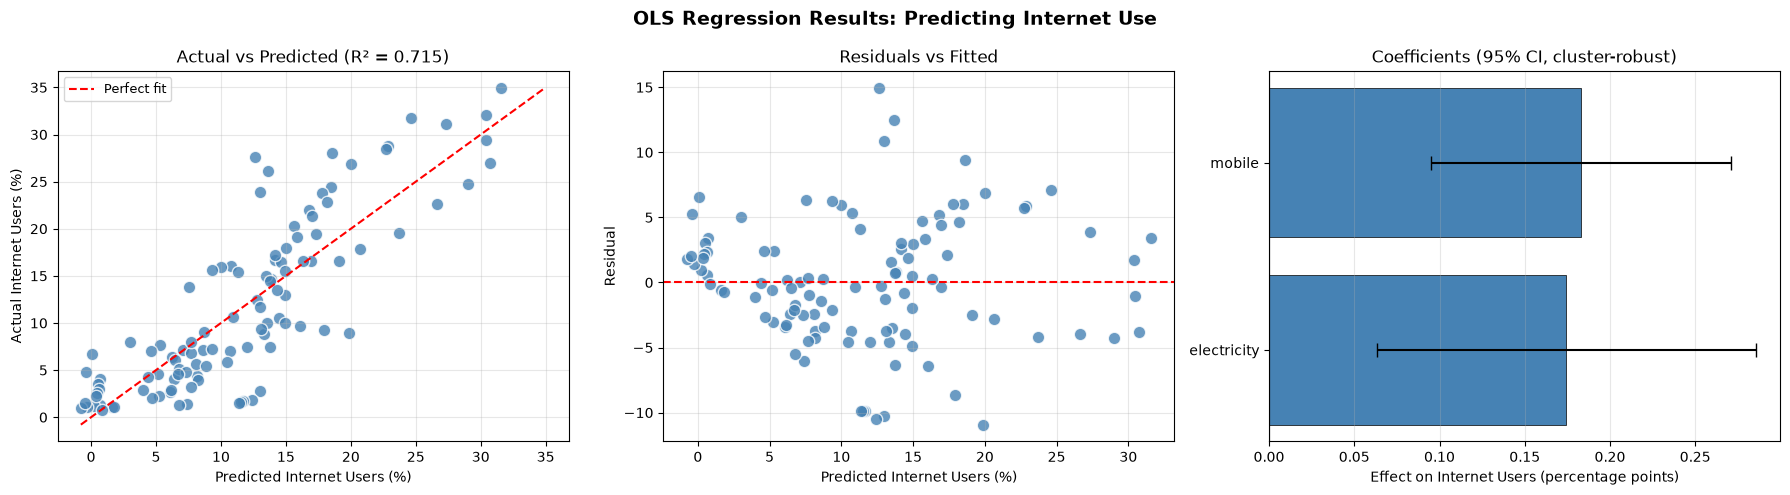 OLS Regression Results: Predicting Internet Use
Actual vs Predicted (R² = 0.715)
Perfect fit
Actual Internet Users (%)
35
30
25
20
15
10
5
0
0 5 10 15 20 25 30 35
Predicted Internet Users (%)
Residuals vs Fitted
Residual
15
10
5
0
−5
−10
0 5 10 15 20 25 30
Predicted Internet Users (%)
Coefficients (95% CI, cluster-robust)
mobile
electricity
0.00 0.05 0.10 0.15 0.20 0.25
Effect on Internet Users (percentage points)